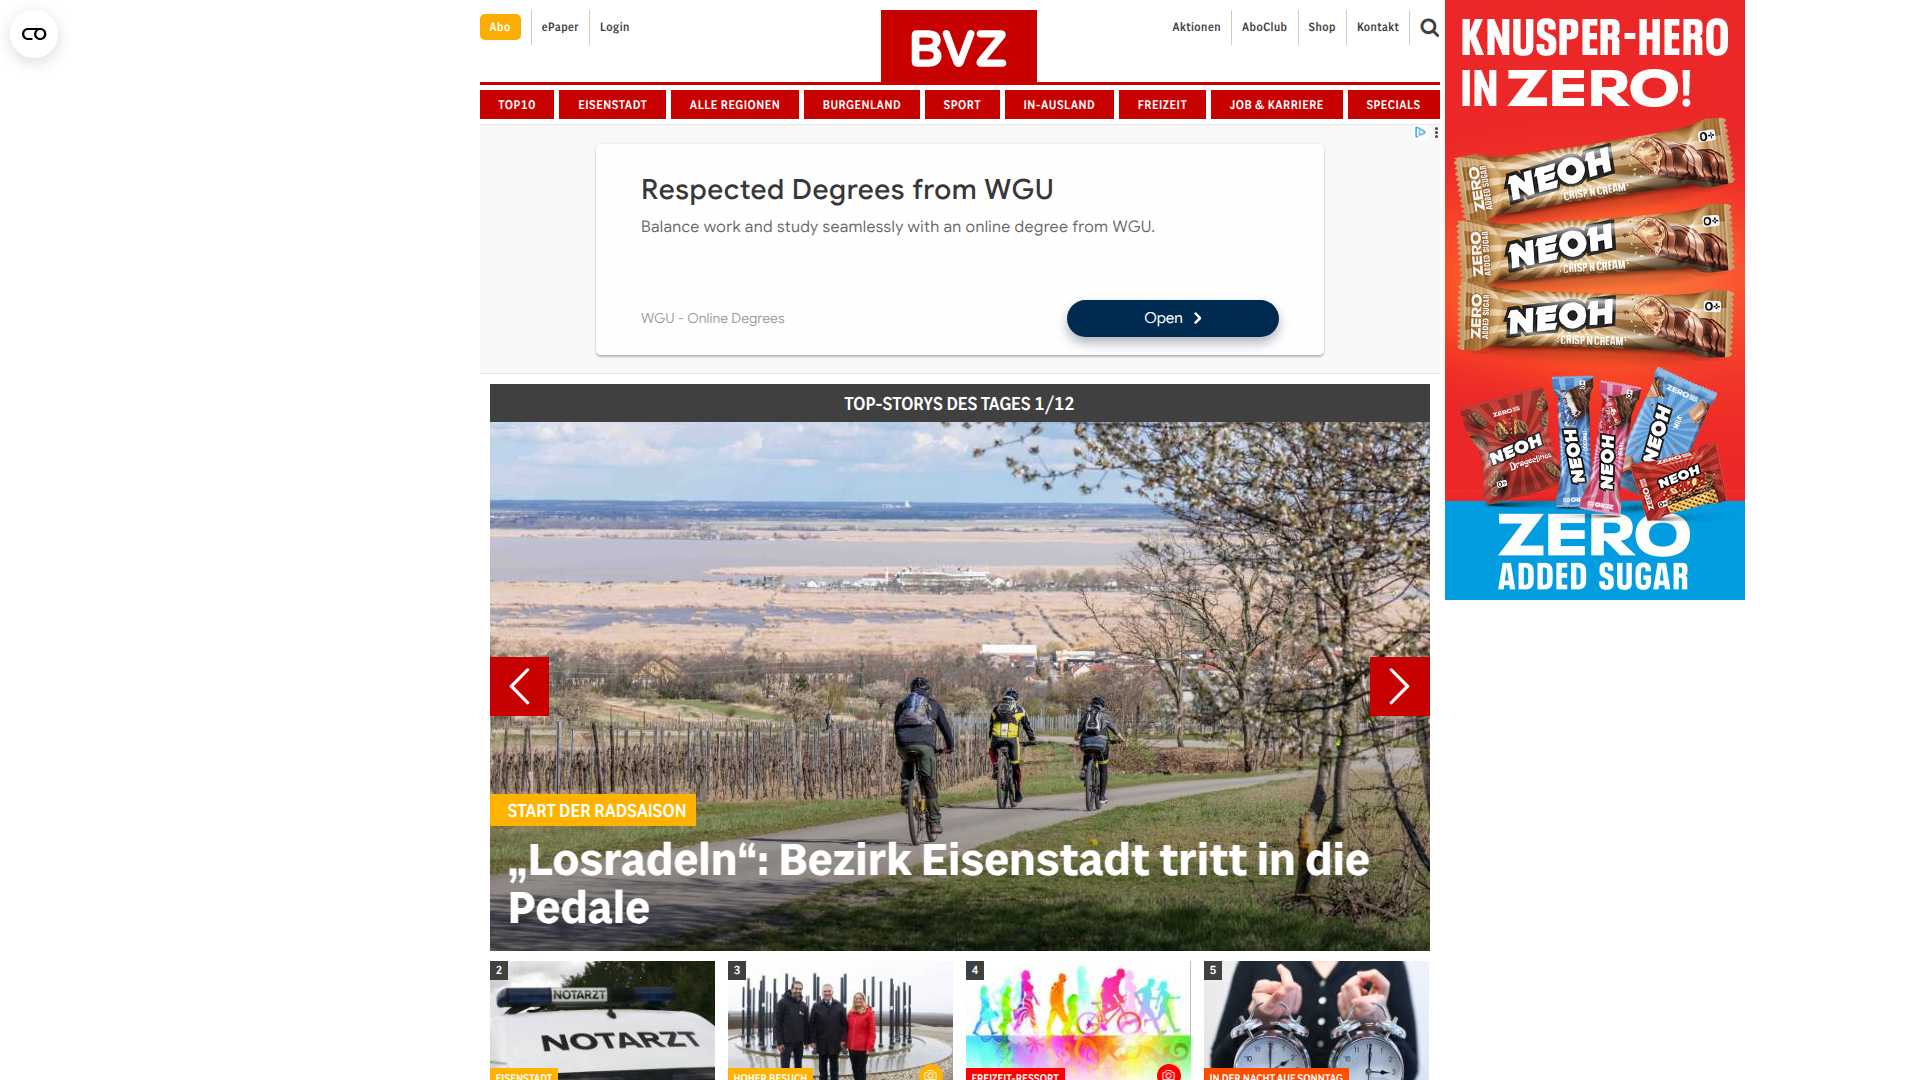 Abo
ePaper
Login
BVZ
Aktionen
AboClub
Shop
Kontakt
TOP10
EISENSTADT
ALLE REGIONEN
BURGENLAND
SPORT
IN-AUSLAND
FREIZEIT
JOB & KARRIERE
SPECIALS
Respected Degrees from WGU
Balance work and study seamlessly with an online degree from WGU.
WGU - Online Degrees
Open
KNUSPER-HERO
IN ZERO!
ZERO
ADDED SUGAR
NEOH
CRISP'N'CREAM
0+
ZERO
ADDED SUGAR
NEOH
CRISP'N'CREAM
0+
ZERO
ADDED SUGAR
NEOH
CRISP'N'CREAM
0+
NEOH
NEOH
NEOH
NEOH
NEOH
ZERO
ADDED SUGAR
TOP-STORYS DES TAGES 1/12
START DER RADSAISON
„Losradeln“: Bezirk Eisenstadt tritt in die
Pedale
2
NOTARZT
NOTARZT
EISENSTADT
3
HOHER BESUCH
4
FREIZEIT-RESSORT
5
IN DER NACHT AUF SONNTAG